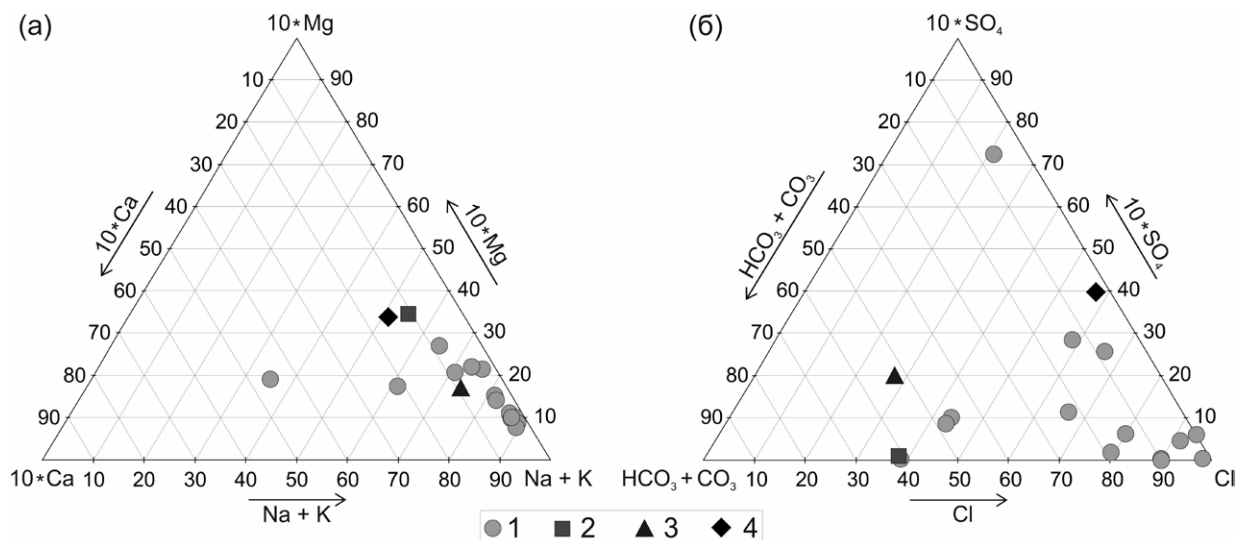 (а)
10*Mg
10 90
20 80
30 70
40 60
50 50
60 40
70 30
80 20
90 10
10*Ca
10*Mg
10*Ca Na + K
10 20 30 40 50 60 70 80 90
Na + K
(б)
10*SO₄
10 90
20 80
30 70
40 60
50 50
60 40
70 30
80 20
90 10
HCO₃ + CO₃
10*SO₄
HCO₃ + CO₃ Cl
10 20 30 40 50 60 70 80 90
Cl
1 2 3 4